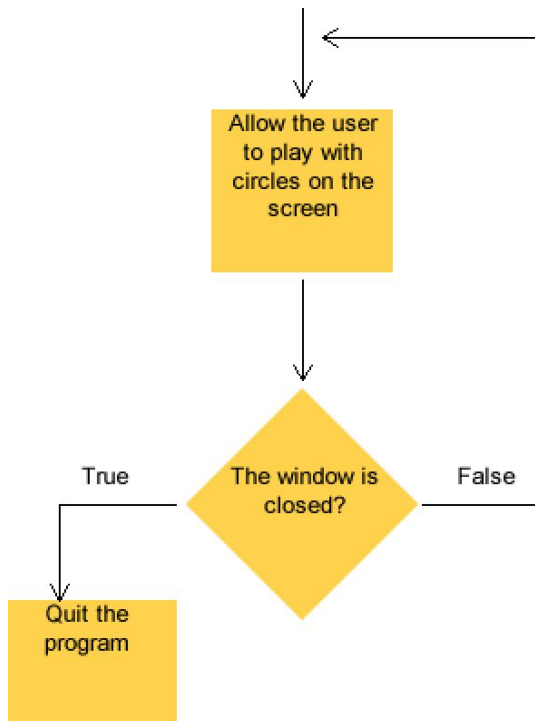 Allow the user
to play with
circles on the
screen
True
The window is
closed?
False
Quit the
program